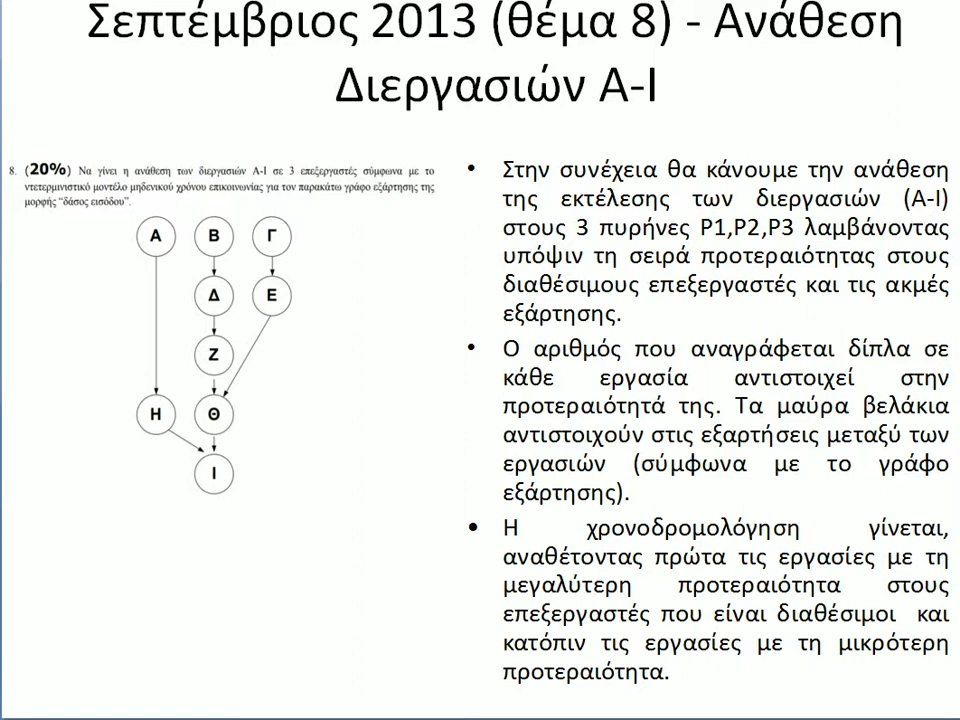 Σεπτέμβριος 2013 (θέμα 8) - Ανάθεση
Διεργασιών Α-Ι
8. (20%) Να γίνει η ανάθεση των διεργασιών Α-Ι σε 3 επεξεργαστές σύμφωνα με το
ντετερμινιστικό μοντέλο μηδενικού χρόνου επικοινωνίας για τον παρακάτω γράφο εξάρτησης της
μορφής "δάσος εισόδου".
Α Β Γ
Δ Ε
Ζ
Η Θ
Ι
• Στην συνέχεια θα κάνουμε την ανάθεση
της εκτέλεσης των διεργασιών (Α-Ι)
στους 3 πυρήνες P1,P2,P3 λαμβάνοντας
υπόψιν τη σειρά προτεραιότητας στους
διαθέσιμους επεξεργαστές και τις ακμές
εξάρτησης.
• Ο αριθμός που αναγράφεται δίπλα σε
κάθε εργασία αντιστοιχεί στην
προτεραιότητά της. Τα μαύρα βελάκια
αντιστοιχούν στις εξαρτήσεις μεταξύ των
εργασιών (σύμφωνα με το γράφο
εξάρτησης).
• Η χρονοδρομολόγηση γίνεται,
αναθέτοντας πρώτα τις εργασίες με τη
μεγαλύτερη προτεραιότητα στους
επεξεργαστές που είναι διαθέσιμοι και
κατόπιν τις εργασίες με τη μικρότερη
προτεραιότητα.